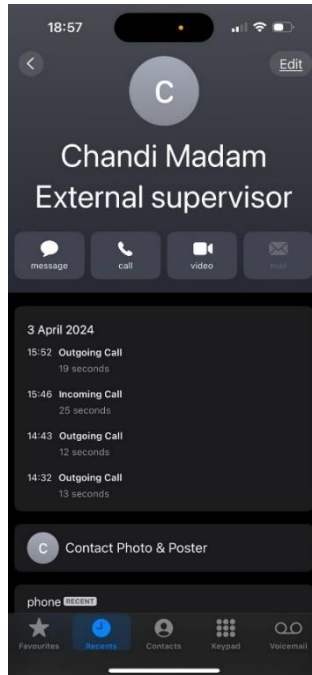 18:57
Edit
C
Chandi Madam
External supervisor
message
call
video
mail
3 April 2024
15:52 Outgoing Call
19 seconds
15:46 Incoming Call
25 seconds
14:43 Outgoing Call
12 seconds
14:32 Outgoing Call
13 seconds
C Contact Photo & Poster
phone RECENT
Favourites Recents Contacts Keypad Voicemail